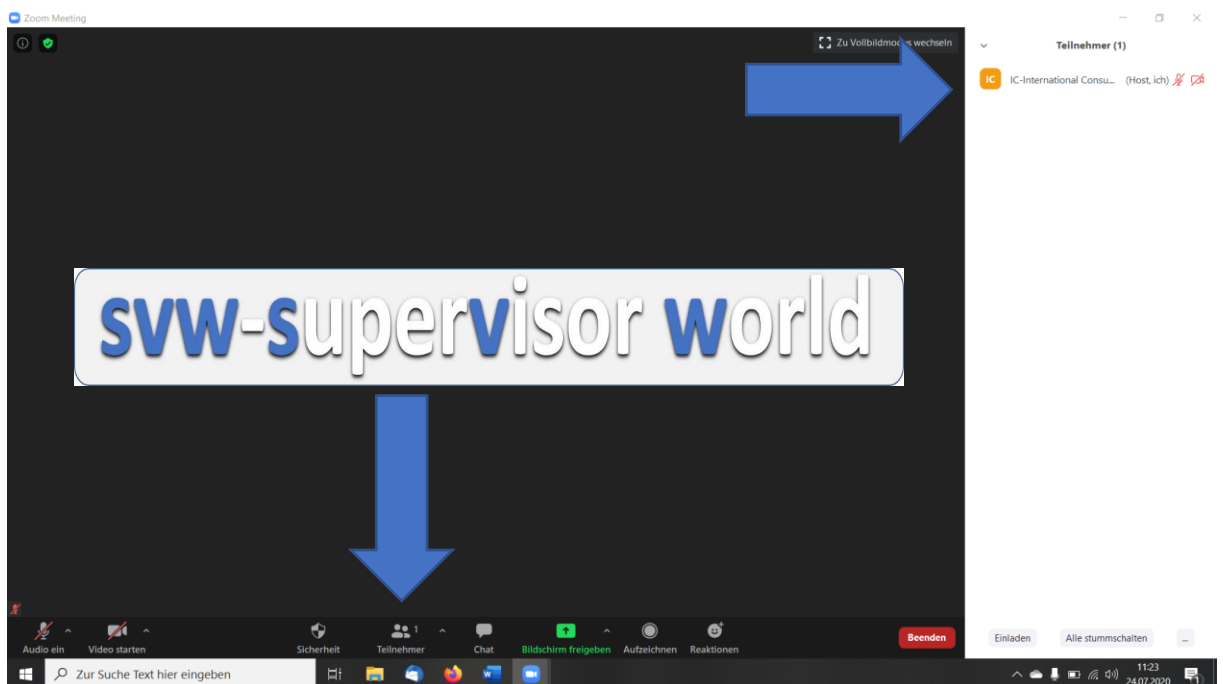 Zoom Meeting
Zu Vollbildmodus wechseln
Teilnehmer (1)
IC IC-International Consu... (Host, ich)
svw-supervisor world
1
Audio ein Video starten Sicherheit Teilnehmer Chat Bildschirm freigeben Aufzeichnen Reaktionen Beenden
Einladen Alle stummschalten ...
Zur Suche Text hier eingeben
11:23
24.07.2020